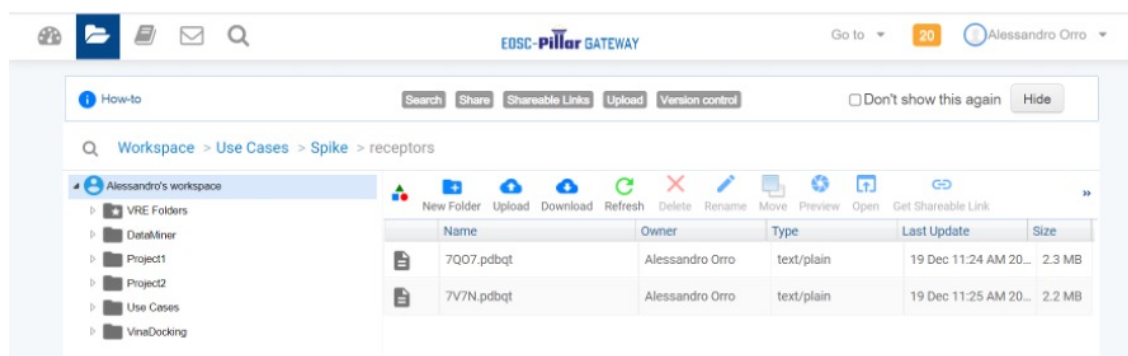 EOSC-Pillar GATEWAY
Go to
20
Alessandro Orro
How-to
Search Share Shareable Links Upload Version control
Don't show this again
Hide
Workspace > Use Cases > Spike > receptors
Alessandro's workspace
VRE Folders
DataMiner
Project1
Project2
Use Cases
VinaDocking
New Folder Upload Download Refresh Delete Rename Move Preview Open Get Shareable Link »
Name Owner Type Last Update Size
7QO7.pdbqt Alessandro Orro text/plain 19 Dec 11:24 AM 20... 2.3 MB
7V7N.pdbqt Alessandro Orro text/plain 19 Dec 11:25 AM 20... 2.2 MB